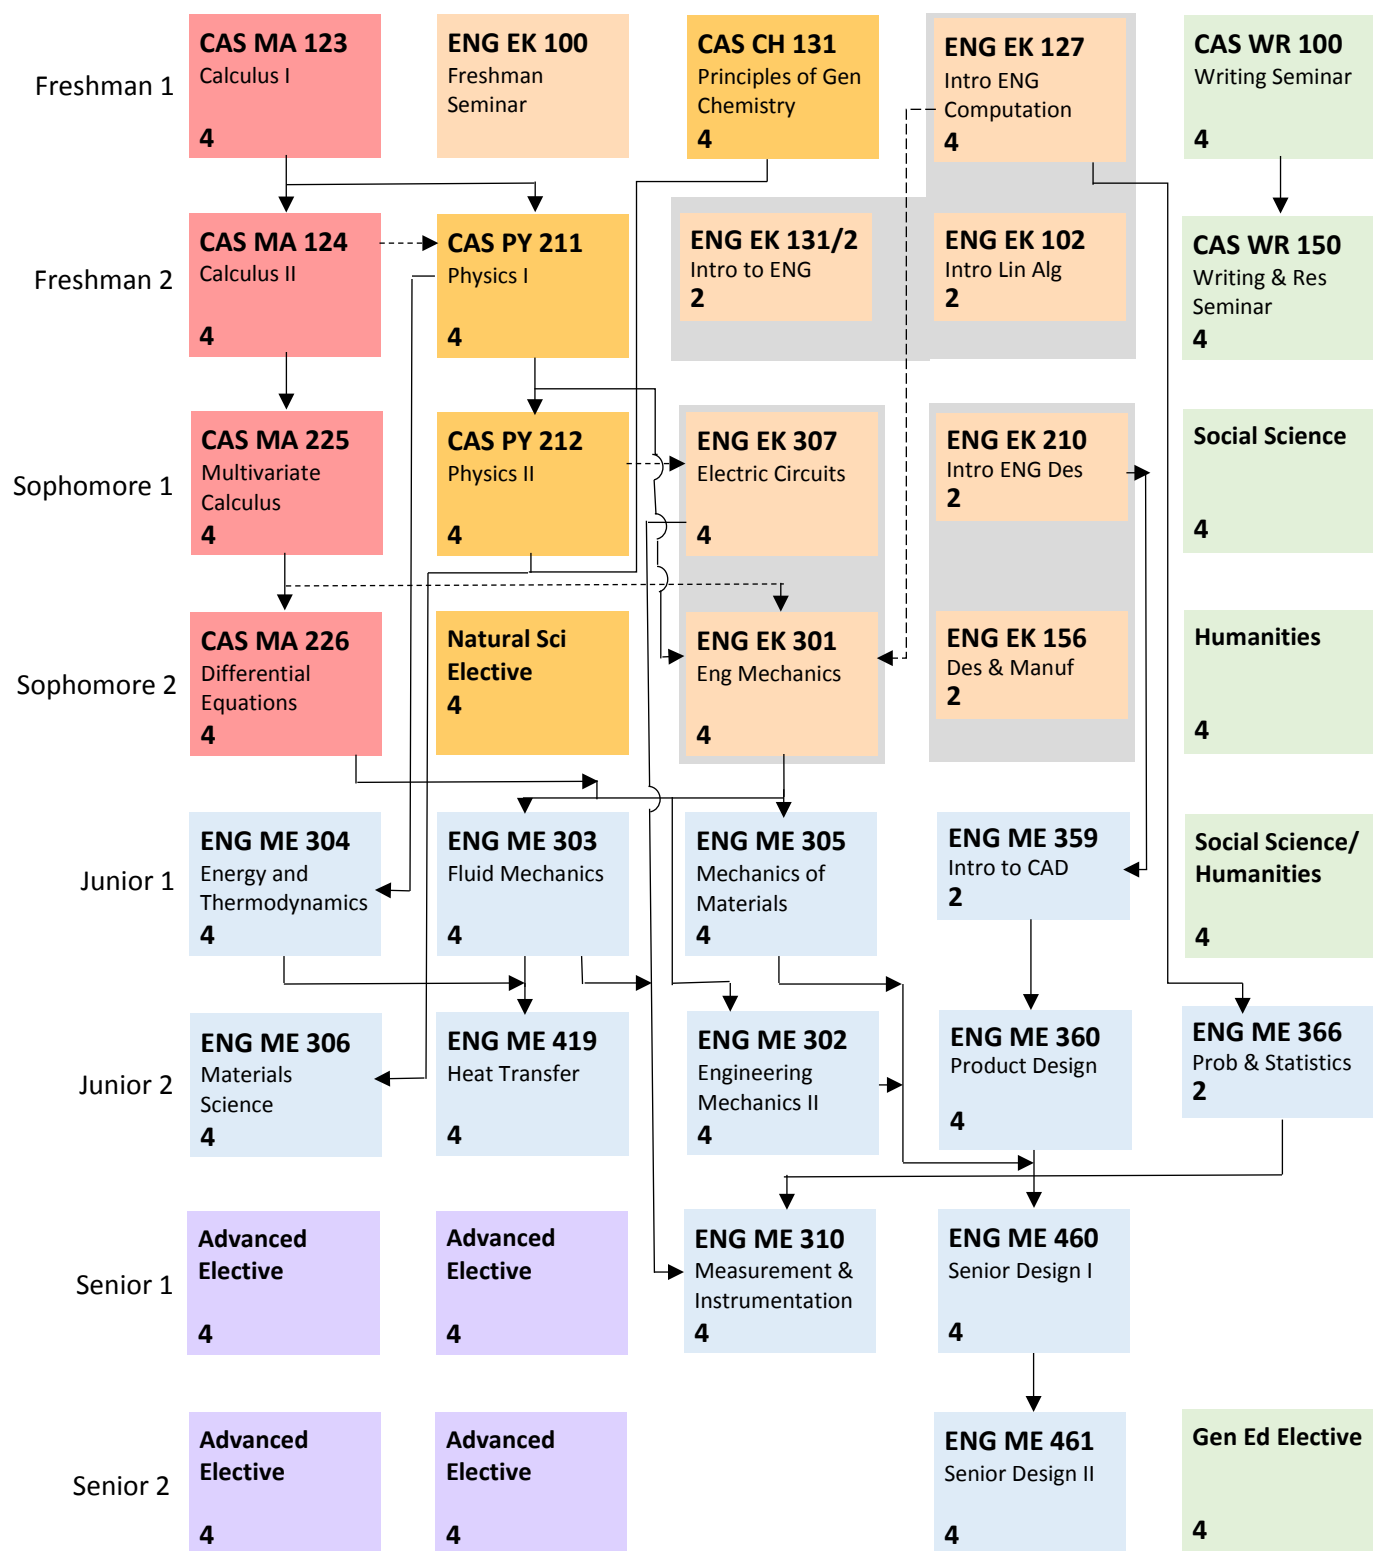 Freshman 1
CAS MA 123
Calculus I
4
ENG EK 100
Freshman
Seminar
CAS CH 131
Principles of Gen
Chemistry
4
ENG EK 127
Intro ENG
Computation
4
CAS WR 100
Writing Seminar
4
Freshman 2
CAS MA 124
Calculus II
4
CAS PY 211
Physics I
4
ENG EK 131/2
Intro to ENG
2
ENG EK 102
Intro Lin Alg
2
CAS WR 150
Writing & Res
Seminar
4
Sophomore 1
CAS MA 225
Multivariate
Calculus
4
CAS PY 212
Physics II
4
ENG EK 307
Electric Circuits
4
ENG EK 210
Intro ENG Des
2
Social Science
4
Sophomore 2
CAS MA 226
Differential
Equations
4
Natural Sci
Elective
4
ENG EK 301
Eng Mechanics
4
ENG EK 156
Des & Manuf
2
Humanities
4
Junior 1
ENG ME 304
Energy and
Thermodynamics
4
ENG ME 303
Fluid Mechanics
4
ENG ME 305
Mechanics of
Materials
4
ENG ME 359
Intro to CAD
2
Social Science/
Humanities
4
Junior 2
ENG ME 306
Materials
Science
4
ENG ME 419
Heat Transfer
4
ENG ME 302
Engineering
Mechanics II
4
ENG ME 360
Product Design
4
ENG ME 366
Prob & Statistics
2
Senior 1
Advanced
Elective
4
Advanced
Elective
4
ENG ME 310
Measurement &
Instrumentation
4
ENG ME 460
Senior Design I
4
Senior 2
Advanced
Elective
4
Advanced
Elective
4
ENG ME 461
Senior Design II
4
Gen Ed Elective
4